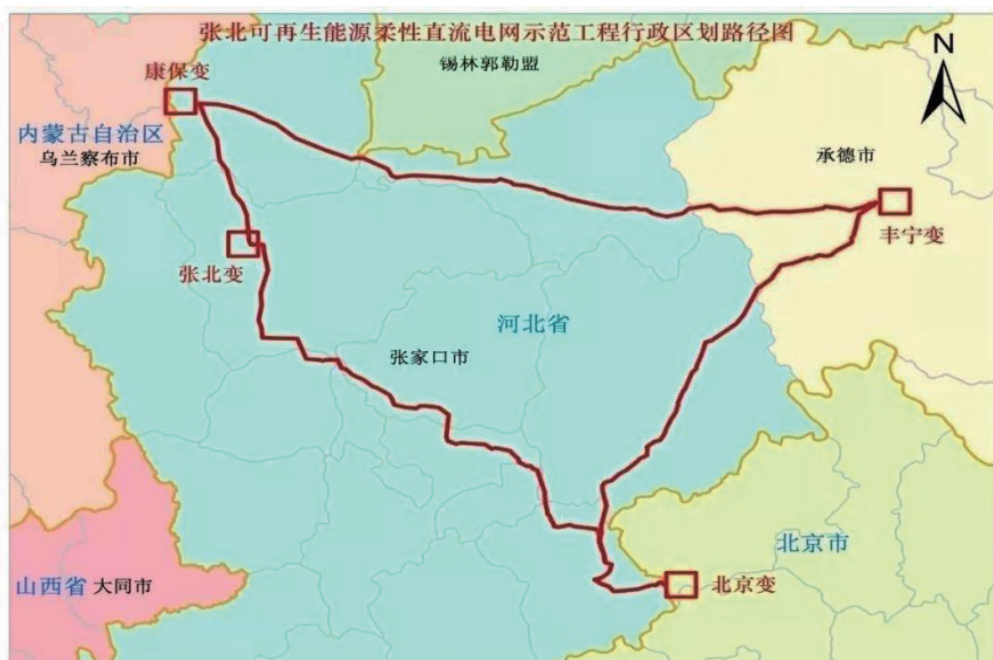 张北可再生能源柔性直流电网示范工程行政区划路径图
锡林郭勒盟
N
康保变
内蒙古自治区
乌兰察布市
承德市
丰宁变
张北变
河北省
张家口市
北京市
山西省 大同市
北京变